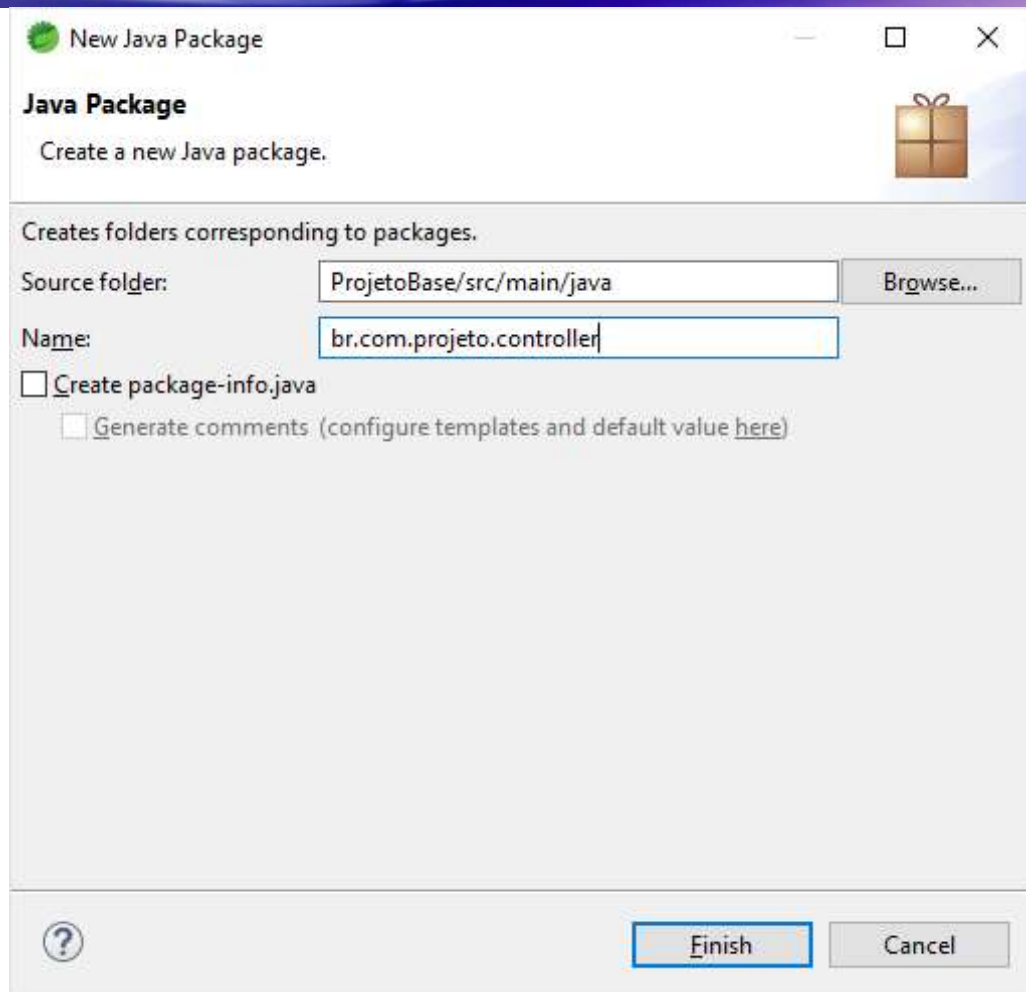 New Java Package
Java Package
Create a new Java package.
Creates folders corresponding to packages.
Source folder: ProjetoBase/src/main/java Browse...
Name: br.com.projeto.controller
Create package-info.java
Generate comments (configure templates and default value here)
? Finish Cancel